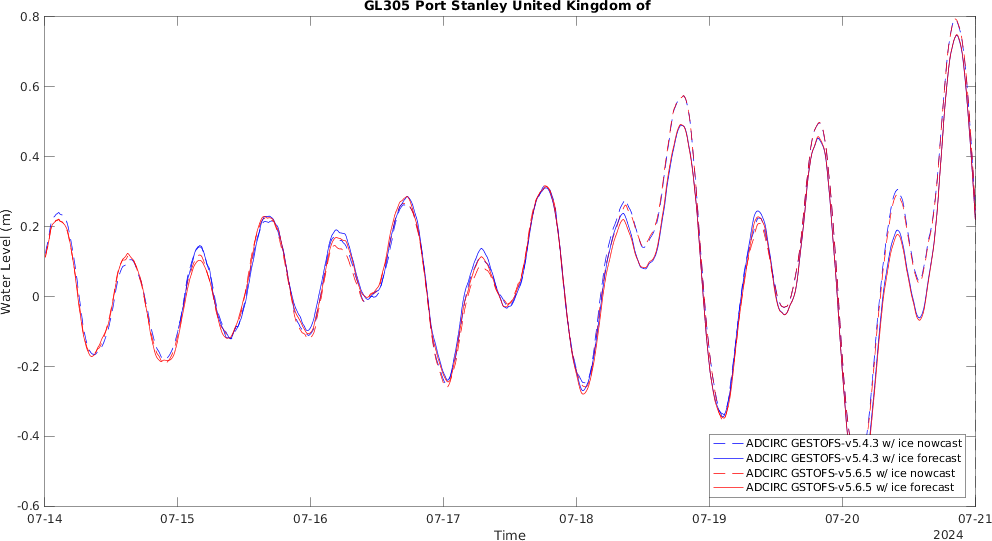 GL305 Port Stanley United Kingdom of
Water Level (m)
0.8
0.6
0.4
0.2
0
-0.2
-0.4
-0.6
ADCIRC GESTOFS-v5.4.3 w/ ice nowcast
ADCIRC GESTOFS-v5.4.3 w/ ice forecast
ADCIRC GSTOFS-v5.6.5 w/ ice nowcast
ADCIRC GSTOFS-v5.6.5 w/ ice forecast
07-14 07-15 07-16 07-17 07-18 07-19 07-20 07-21
Time
2024